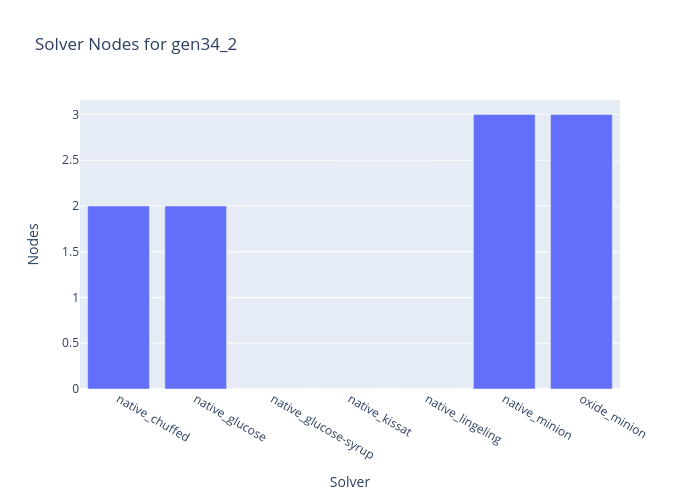 Solver Nodes for gen34_2
Nodes
3
2.5
2
1.5
1
0.5
0
native_chuffed
native_glucose
native_glucose-syrup
native_kissat
native_lingeling
native_minion
oxide_minion
Solver